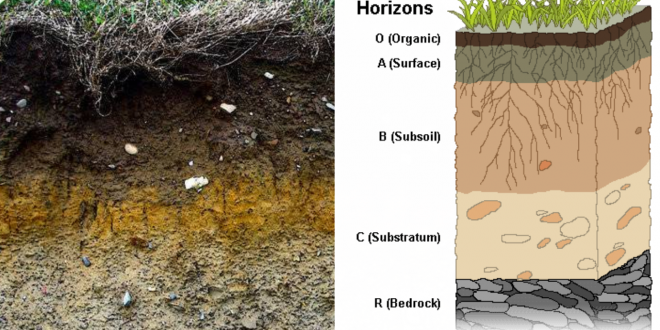 Horizons
O (Organic)
A (Surface)
B (Subsoil)
C (Substratum)
R (Bedrock)